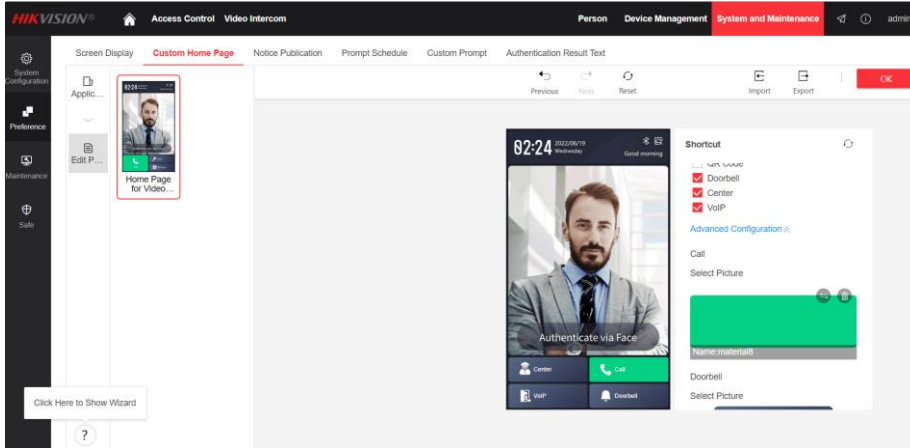 HIKVISION®
Access Control
Video Intercom
Person
Device Management
System and Maintenance
admin
System Configuration
Preference
Maintenance
Safe
Screen Display
Custom Home Page
Notice Publication
Prompt Schedule
Custom Prompt
Authentication Result Text
Applic...
Edit P...
Home Page
for Video...
Previous
Next
Reset
Import
Export
OK
02:24
2022/06/19
Wednesday
Good morning
Authenticate via Face
Center
Call
VoIP
Doorbell
Shortcut
QR Code
Doorbell
Center
VoIP
Advanced Configuration
Call
Select Picture
Name:material8
Doorbell
Select Picture
Click Here to Show Wizard
?